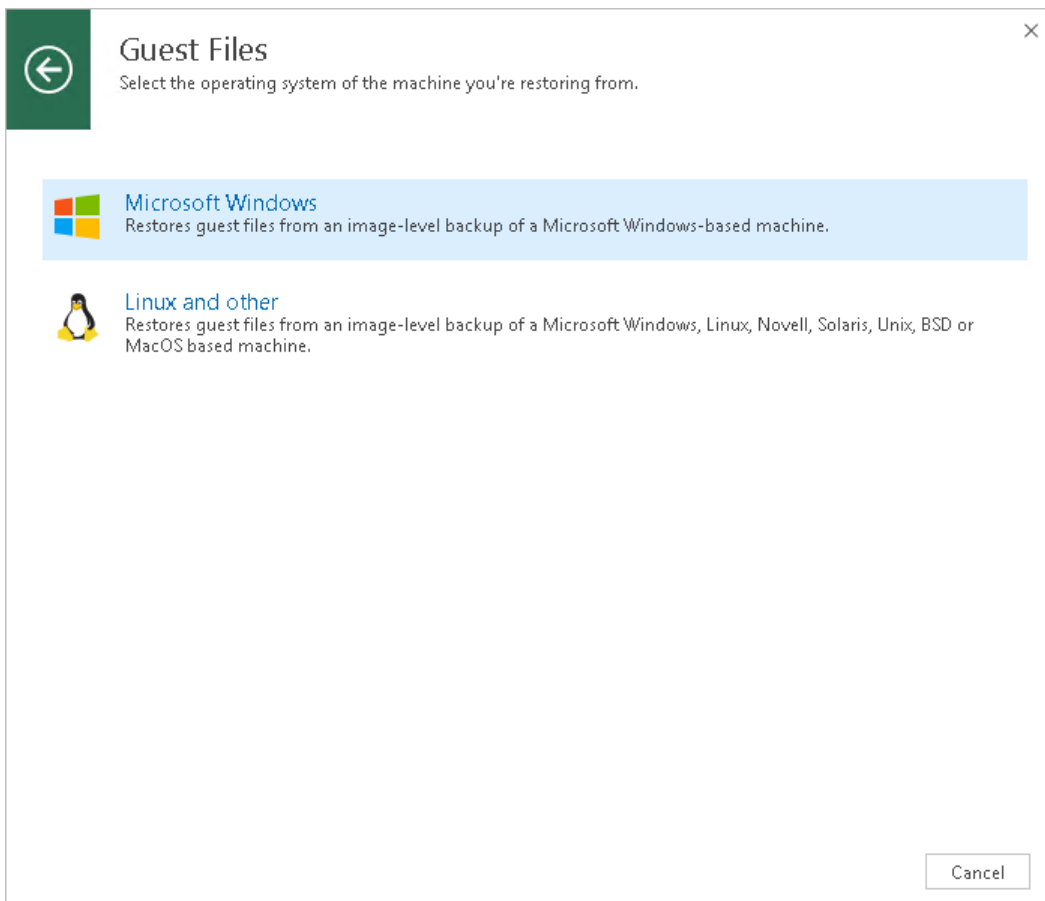 Guest Files
Select the operating system of the machine you're restoring from.
Microsoft Windows
Restores guest files from an image-level backup of a Microsoft Windows-based machine.
Linux and other
Restores guest files from an image-level backup of a Microsoft Windows, Linux, Novell, Solaris, Unix, BSD or
MacOS based machine.
Cancel